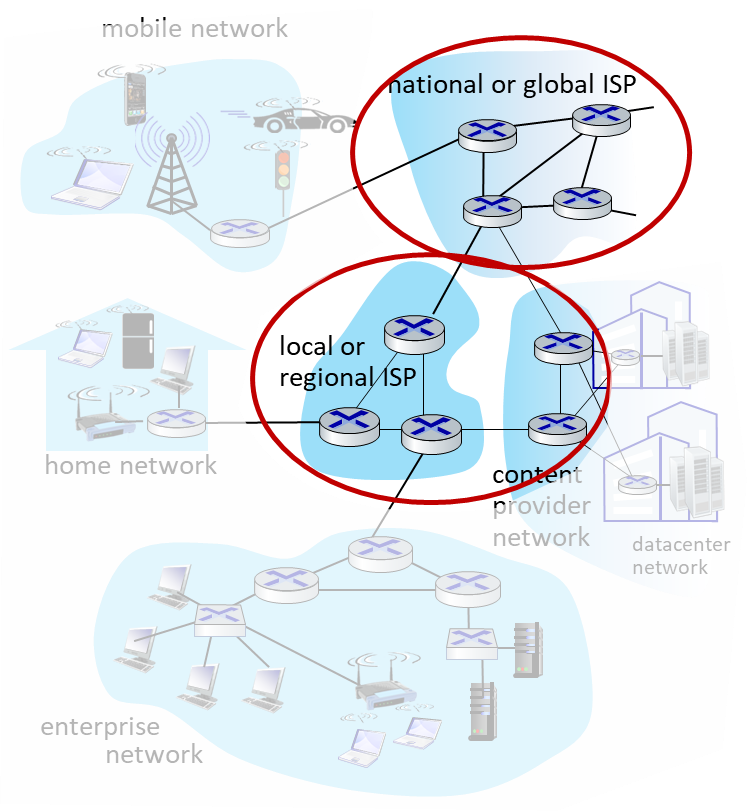 mobile network
national or global ISP
local or
regional ISP
home network
content
provider
network
datacenter
network
enterprise
network